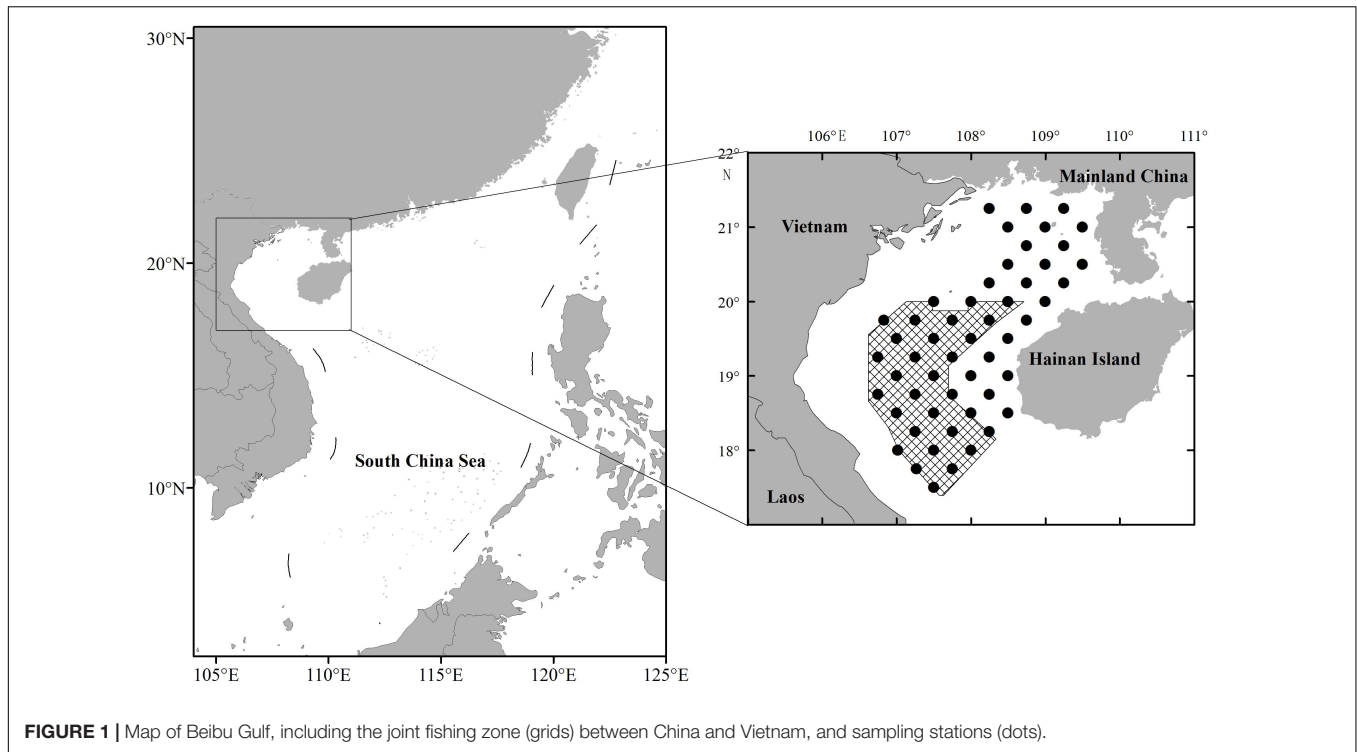 30°N
20°N
10°N
105°E
110°E
115°E
120°E
125°E
South China Sea
106°E
107°
108°
109°
110°
111°
22°
N
21°
20°
19°
18°
Mainland China
Vietnam
Hainan Island
Laos
FIGURE 1 | Map of Beibu Gulf, including the joint fishing zone (grids) between China and Vietnam, and sampling stations (dots).